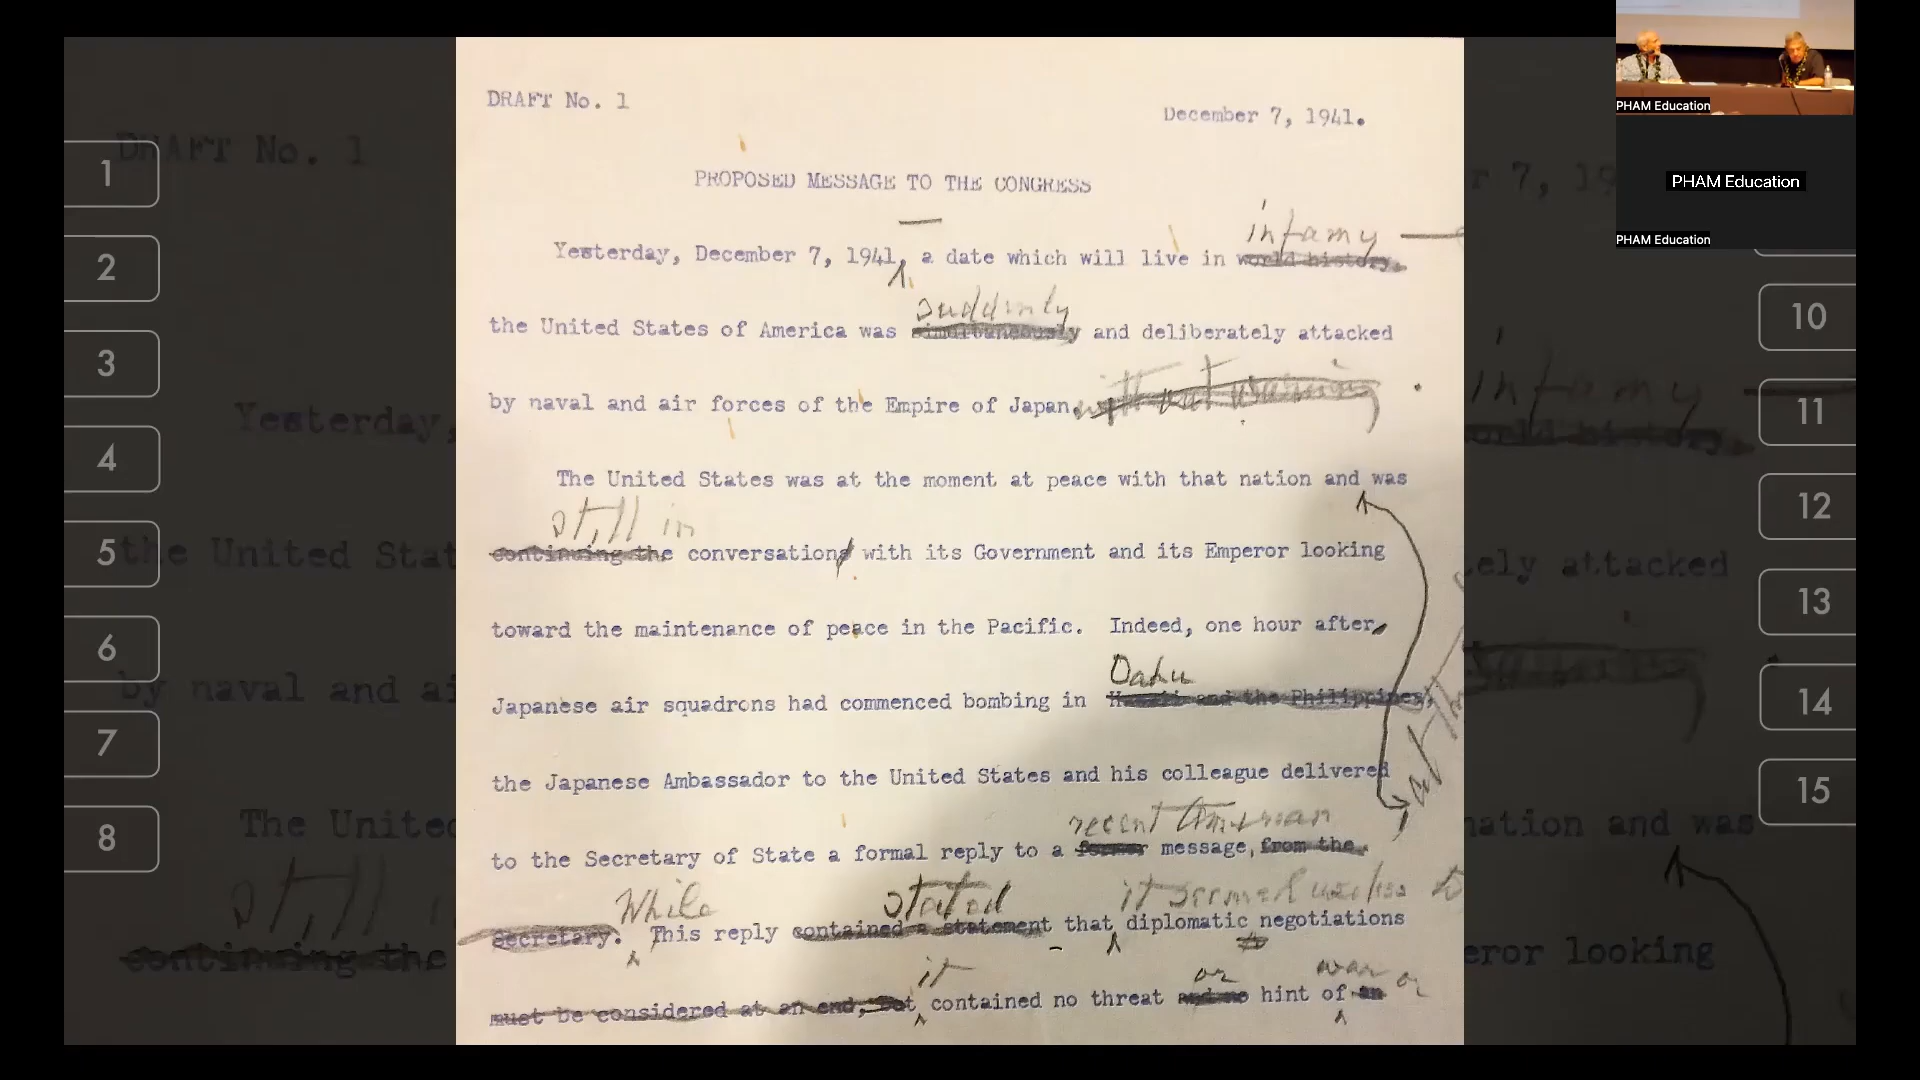 DRAFT No. 1
December 7, 1941.
PROPOSED MESSAGE TO THE CONGRESS
infamy —
Yesterday, December 7, 1941, a date which will live in world history,
suddenly
the United States of America was simultaneously and deliberately attacked
by naval and air forces of the Empire of Japan. without warning
The United States was at the moment at peace with that nation and was
still in
continuing the conversations with its Government and its Emperor looking
toward the maintenance of peace in the Pacific. Indeed, one hour after,
Oahu
Japanese air squadrons had commenced bombing in Hawaii and the Philippines,
the Japanese Ambassador to the United States and his colleague delivered
recent American
to the Secretary of State a formal reply to a former message, from the
While stated it seemed useless to
Secretary. This reply contained a statement that diplomatic negotiations
it or war or
must be considered at an end, but contained no threat and no hint of an
1
2
3
4
5
6
7
8
10
11
12
13
14
15
PHAM Education
PHAM Education
PHAM Education